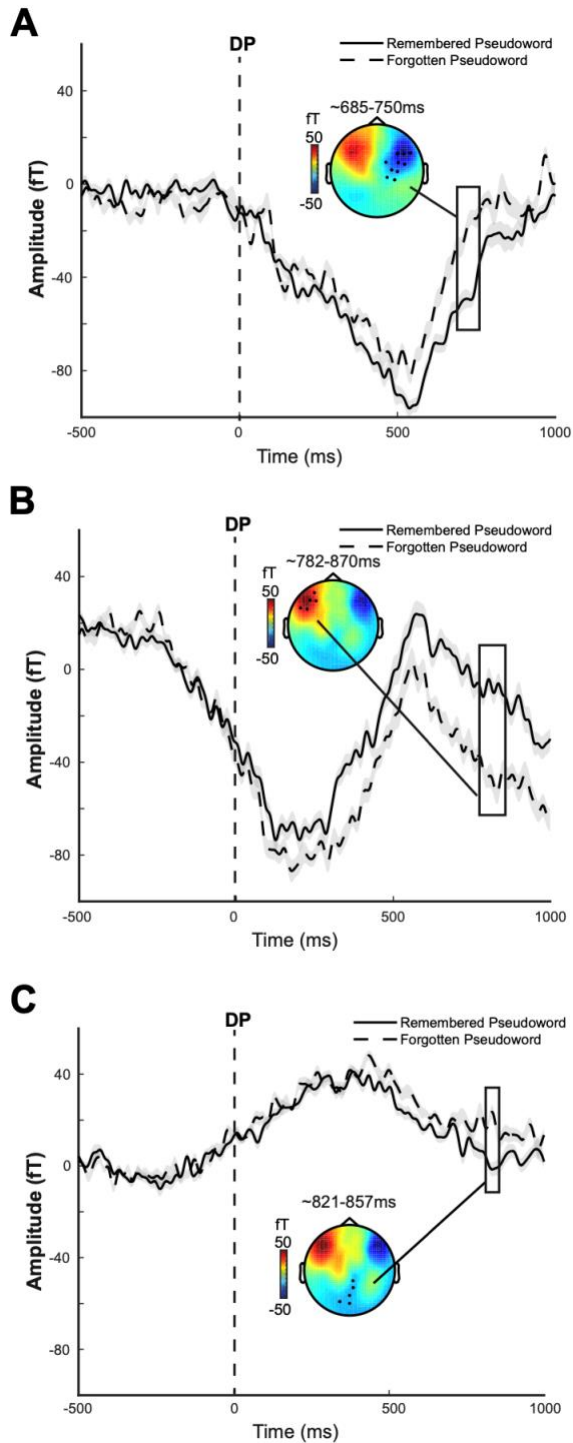 A
DP
Remembered Pseudoword
Forgotten Pseudoword
~685-750ms
fT
50
-50
40
0
-40
-80
Amplitude (fT)
-500
0
500
1000
Time (ms)
B
DP
Remembered Pseudoword
Forgotten Pseudoword
~782-870ms
fT
50
-50
40
0
-40
-80
Amplitude (fT)
-500
0
500
1000
Time (ms)
C
DP
Remembered Pseudoword
Forgotten Pseudoword
40
0
-40
-80
Amplitude (fT)
~821-857ms
fT
50
-50
-500
0
500
1000
Time (ms)